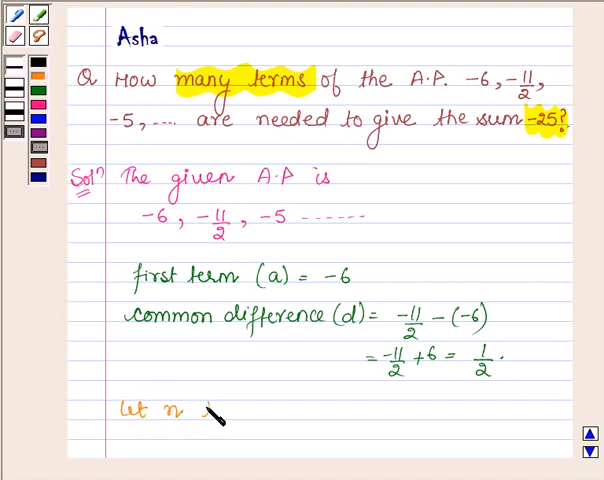 Asha
Q How many terms of the A.P. -6, -11/2,
-5, .... are needed to give the sum -25?
Solⁿ The given A.P is
-6, -11/2, -5 ------
first term (a) = -6
common difference (d) = -11/2 - (-6)
= -11/2 + 6 = 1/2.
Let n